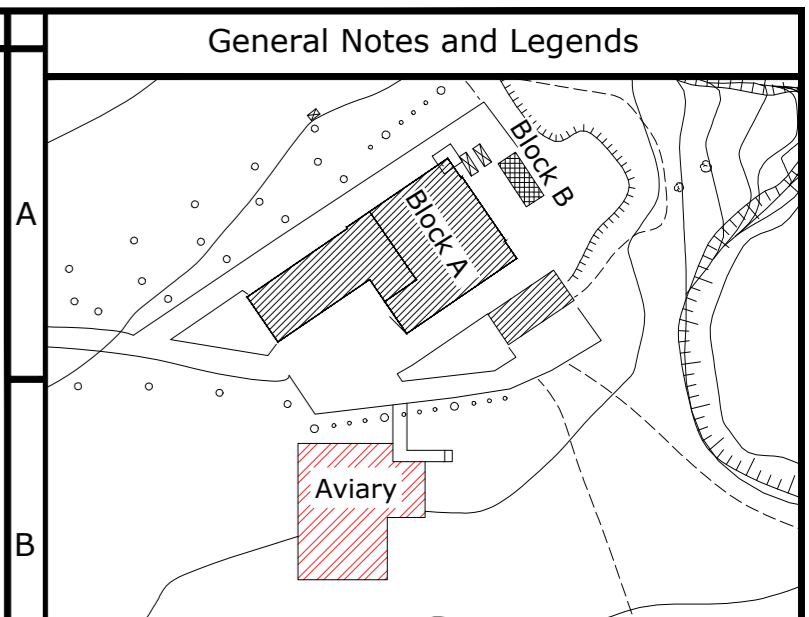 General Notes and Legends
A
Block B
Block A
Aviary
B